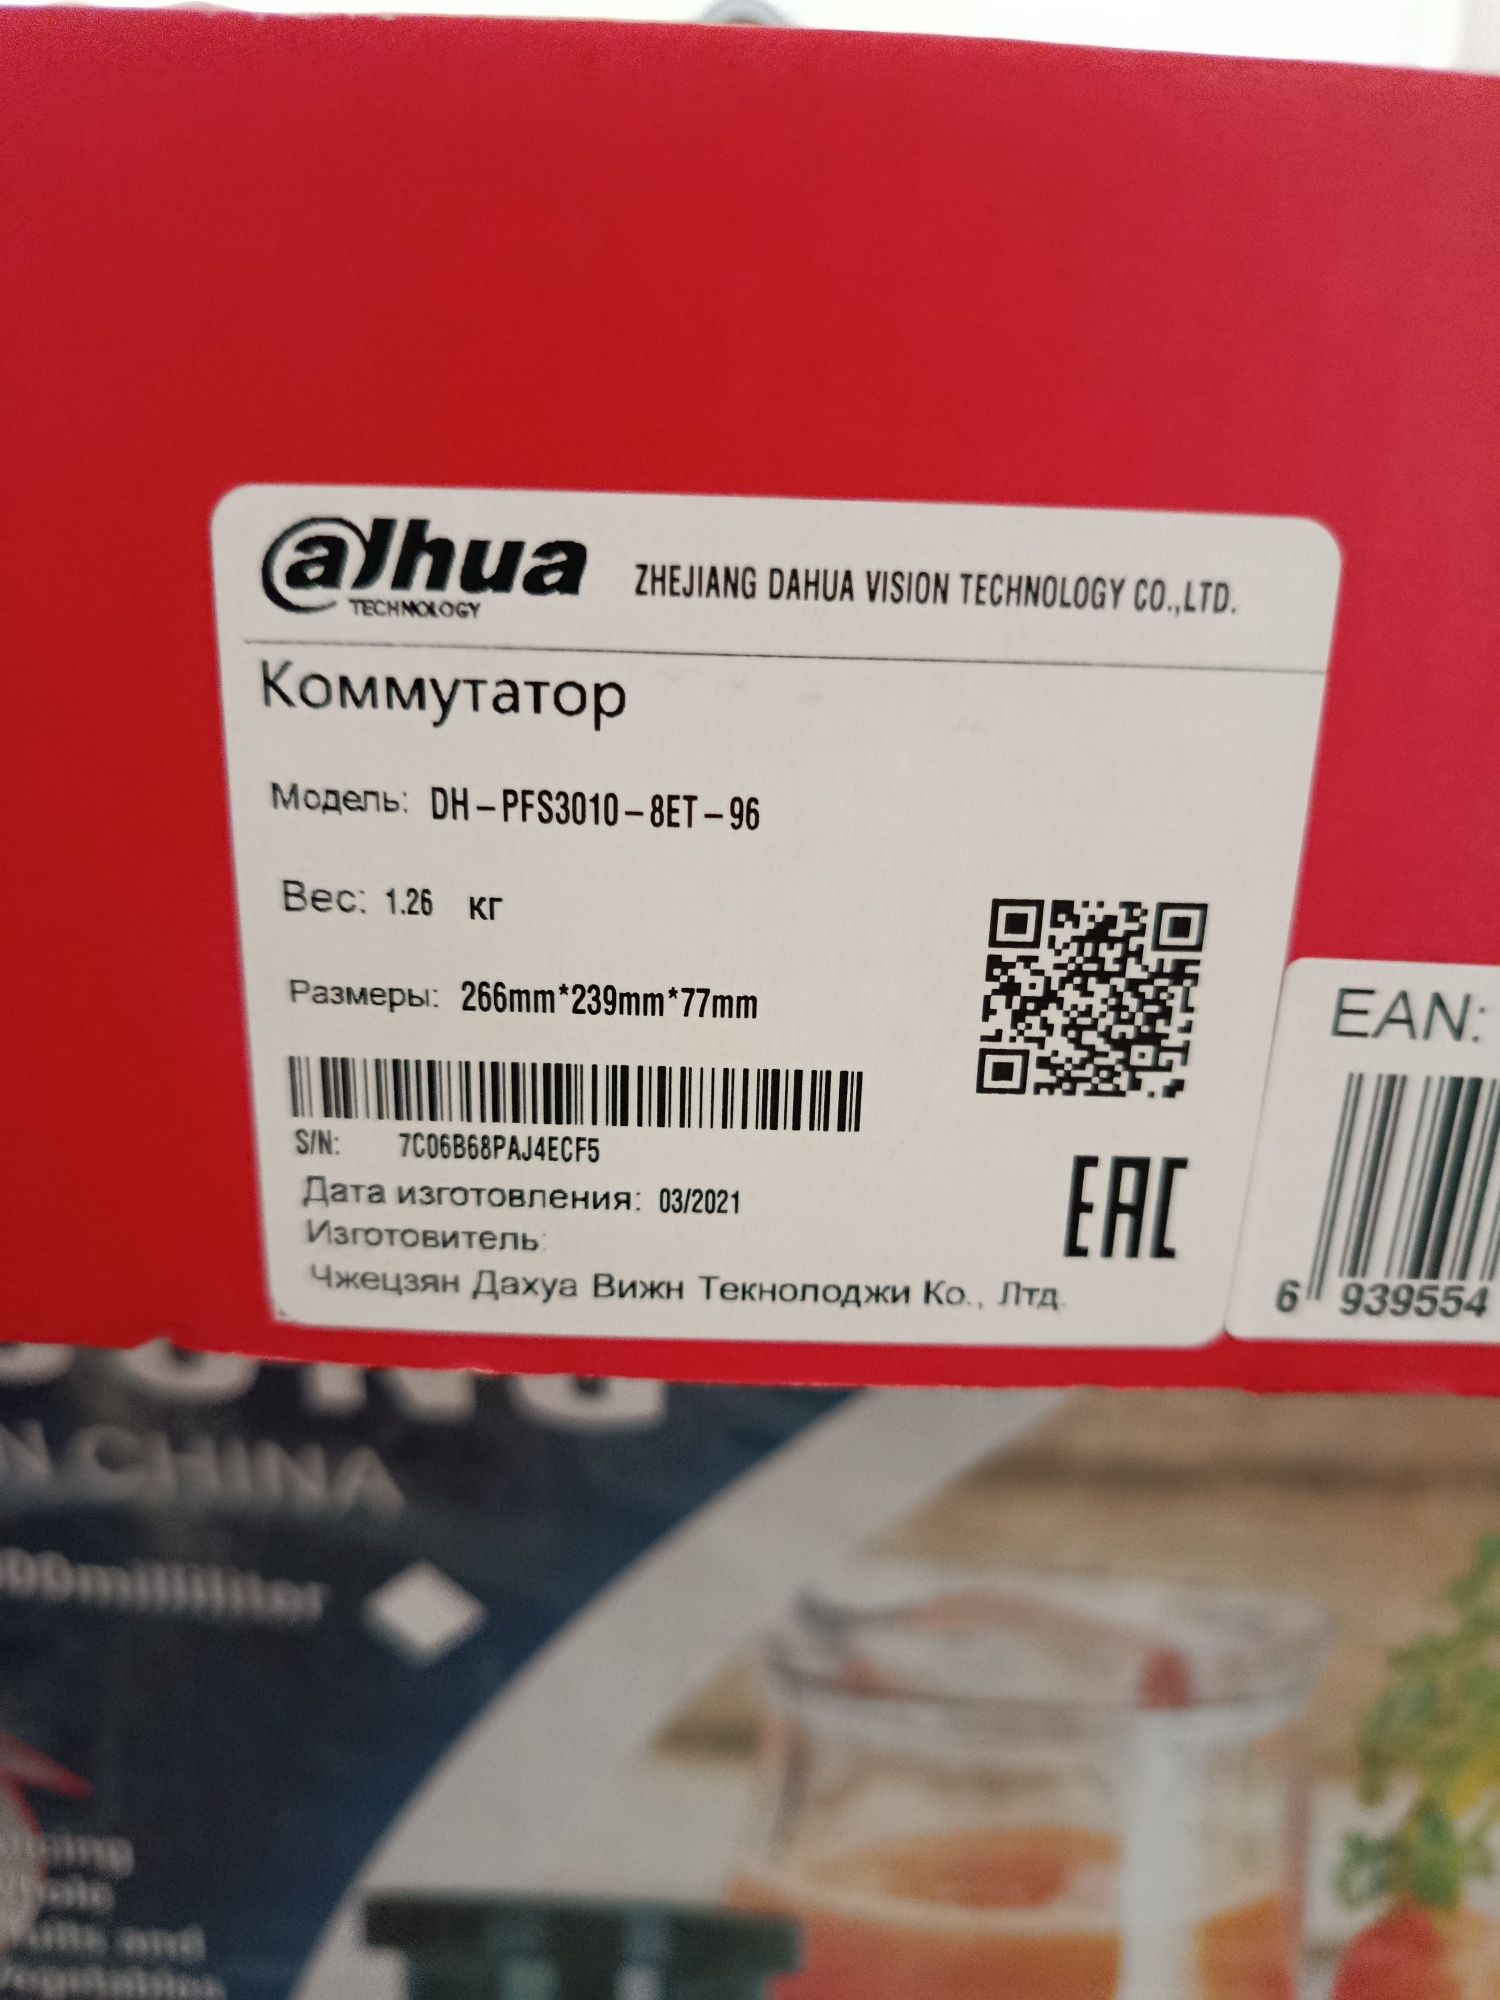 alhua
TECHNOLOGY
ZHEJIANG DAHUA VISION TECHNOLOGY CO.,LTD.
Коммутатор
Модель: DH-PFS3010-8ET-96
Вес: 1.26 кг
Размеры: 266mm*239mm*77mm
S/N: 7C06B68PAJ4ECF5
Дата изготовления: 03/2021
Изготовитель:
Чжецзян Дахуа Вижн Текнолоджи Ко., Лтд.
EAC
EAN:
6 939554
N CHINA
00milliliter
and